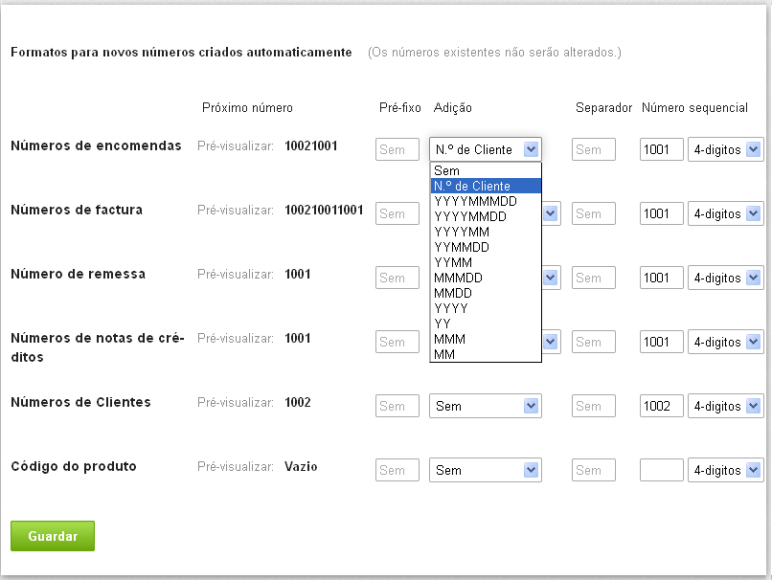 Formatos para novos números criados automaticamente (Os números existentes não serão alterados.)
Próximo número Pré-fixo Adição Separador Número sequencial
Números de encomendas Pré-visualizar: 10021001 Sem N.º de Cliente Sem 1001 4-digitos
Sem
N.º de Cliente
YYYYMMMDD
Números de factura Pré-visualizar: 100210011001 Sem YYYYMMDD Sem 1001 4-digitos
YYYYMM
YYMMDD
YYMM
Número de remessa Pré-visualizar: 1001 Sem MMMDD Sem 1001 4-digitos
MMDD
YYYY
YY
Números de notas de cré- Pré-visualizar: 1001 Sem MMM Sem 1001 4-digitos
ditos MM
Números de Clientes Pré-visualizar: 1002 Sem Sem Sem 1002 4-digitos
Código do produto Pré-visualizar: Vazio Sem Sem Sem 4-digitos
Guardar